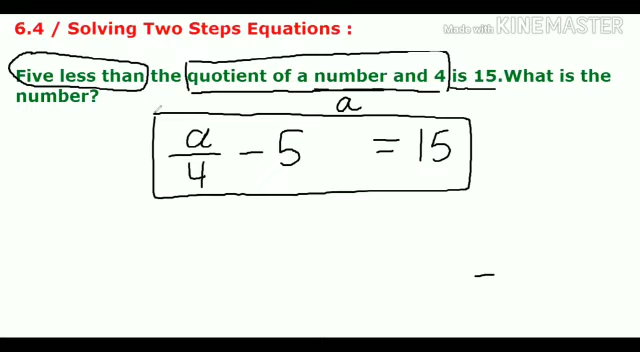 6.4 / Solving Two Steps Equations :
Made with KINEMASTER
Five less than the quotient of a number and 4 is 15.What is the
number?
a
a/4 - 5 = 15